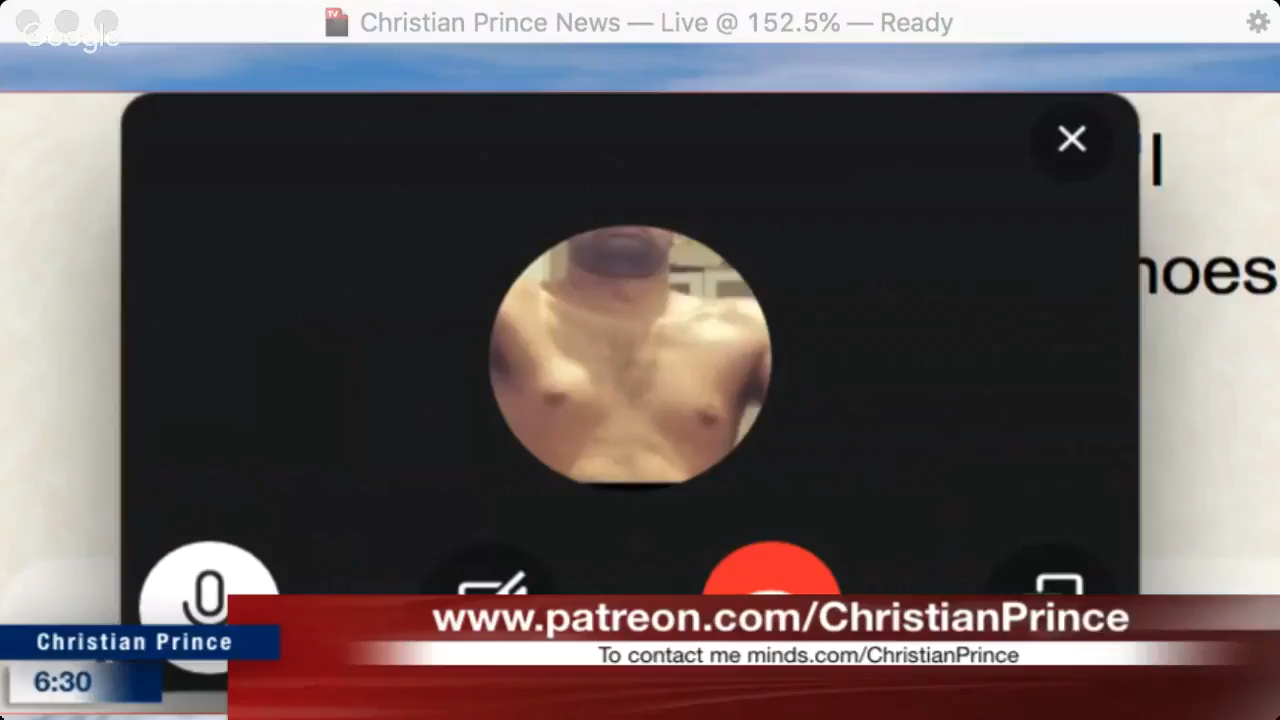 Christian Prince News — Live @ 152.5% — Ready
Google
hoes
www.patreon.com/ChristianPrince
Christian Prince
To contact me minds.com/ChristianPrince
6:30